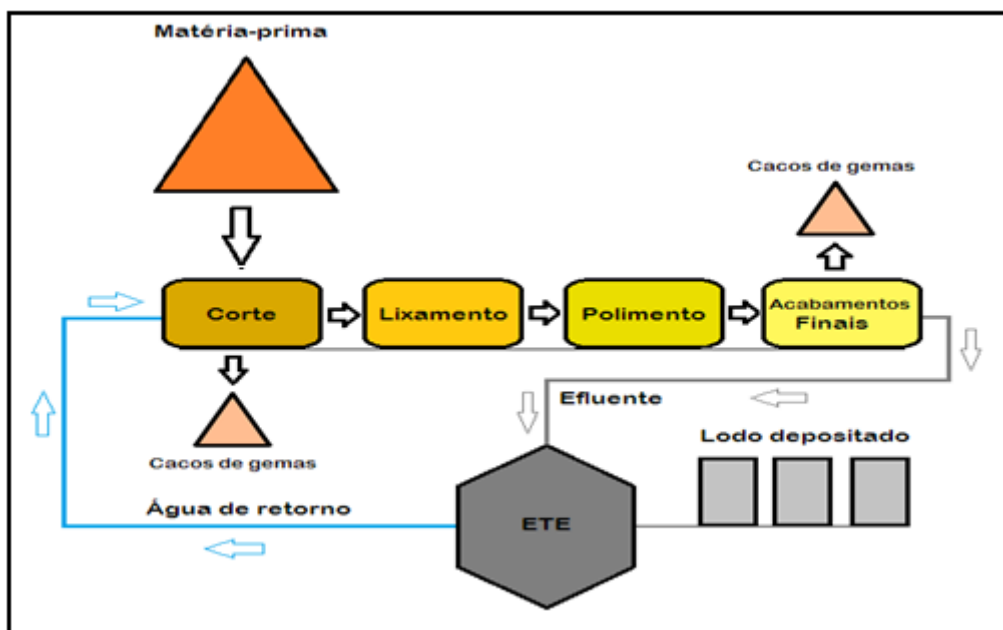 Matéria-prima
Cacos de gemas
Corte
Lixamento
Polimento
Acabamentos
Finais
Efluente
Cacos de gemas
Lodo depositado
Água de retorno
ETE